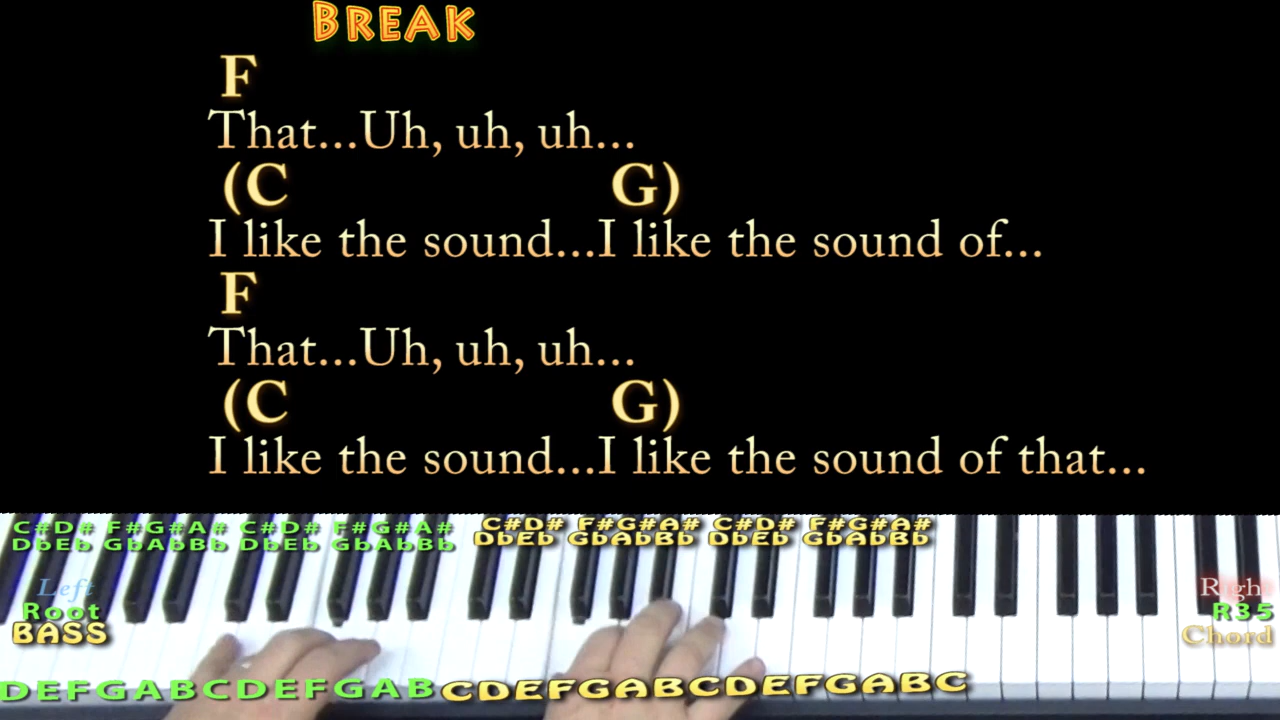 BREAK
F
That...Uh, uh, uh...
(C G)
I like the sound...I like the sound of...
F
That...Uh, uh, uh...
(C G)
I like the sound...I like the sound of that...
C#D# F#G#A# C#D# F#G#A# C#D# F#G#A# C#D# F#G#A#
DbEb GbAbBb DbEb GbAbBb DbEb GbAbBb DbEb GbAbBb
Left Right
Root R35
BASS Chord
DEFGABCDEFGABCDEFGABCDEFGABC